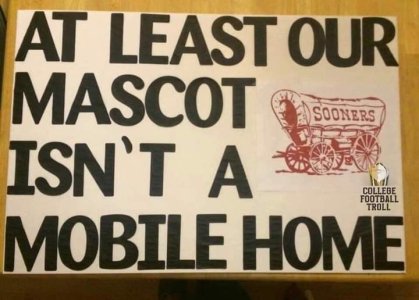 AT LEAST OUR
MASCOT
SOONERS
ISN'T A
COLLEGE
FOOTBALL
TROLL
MOBILE HOME